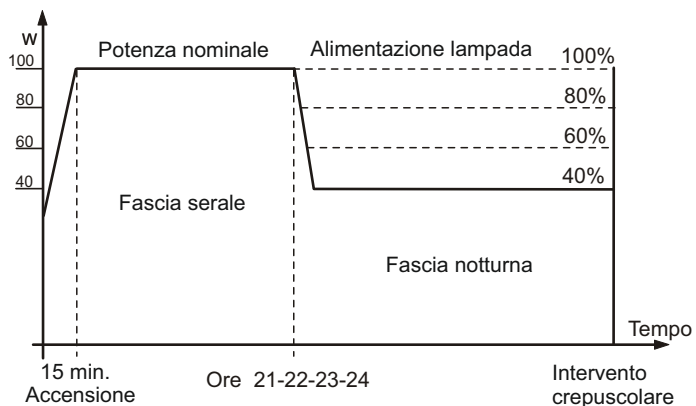 W
Potenza nominale
Alimentazione lampada
100
100%
80
80%
60
60%
40
40%
Fascia serale
Fascia notturna
Tempo
15 min.
Accensione
Ore 21-22-23-24
Intervento
crepuscolare